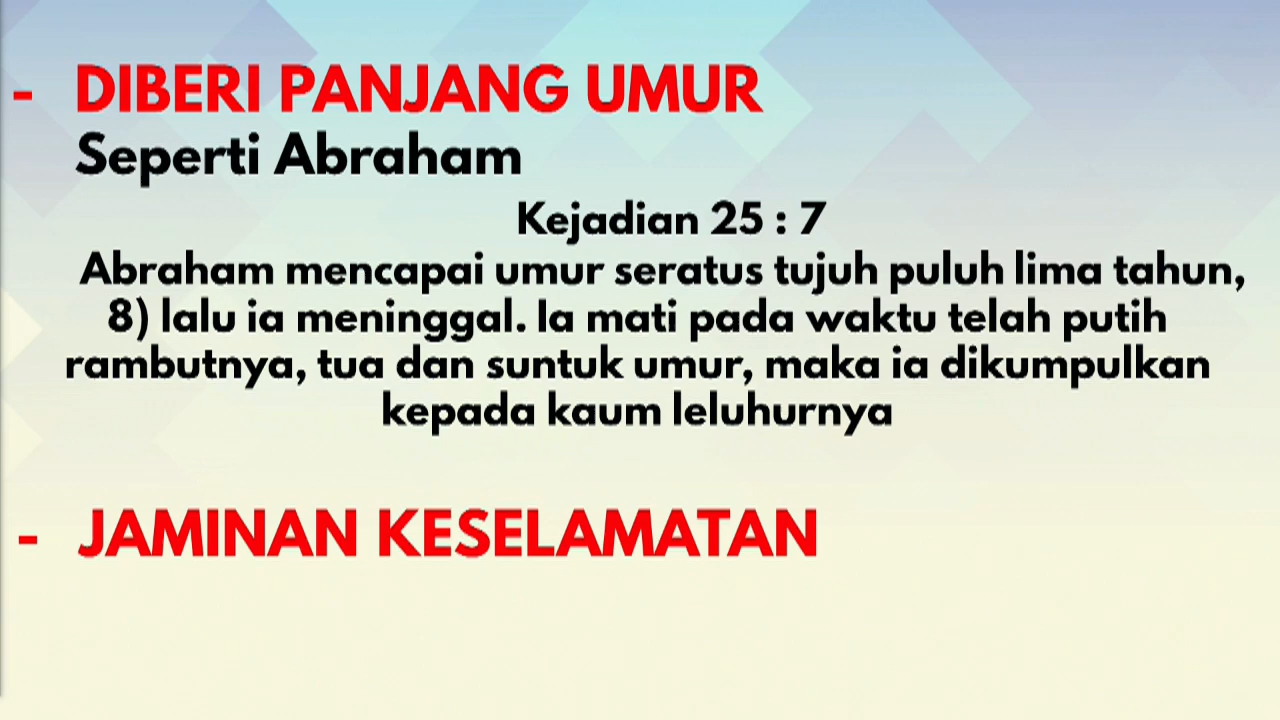 - DIBERI PANJANG UMUR
Seperti Abraham
Kejadian 25 : 7
Abraham mencapai umur seratus tujuh puluh lima tahun,
8) lalu ia meninggal. Ia mati pada waktu telah putih
rambutnya, tua dan suntuk umur, maka ia dikumpulkan
kepada kaum leluhurnya
- JAMINAN KESELAMATAN